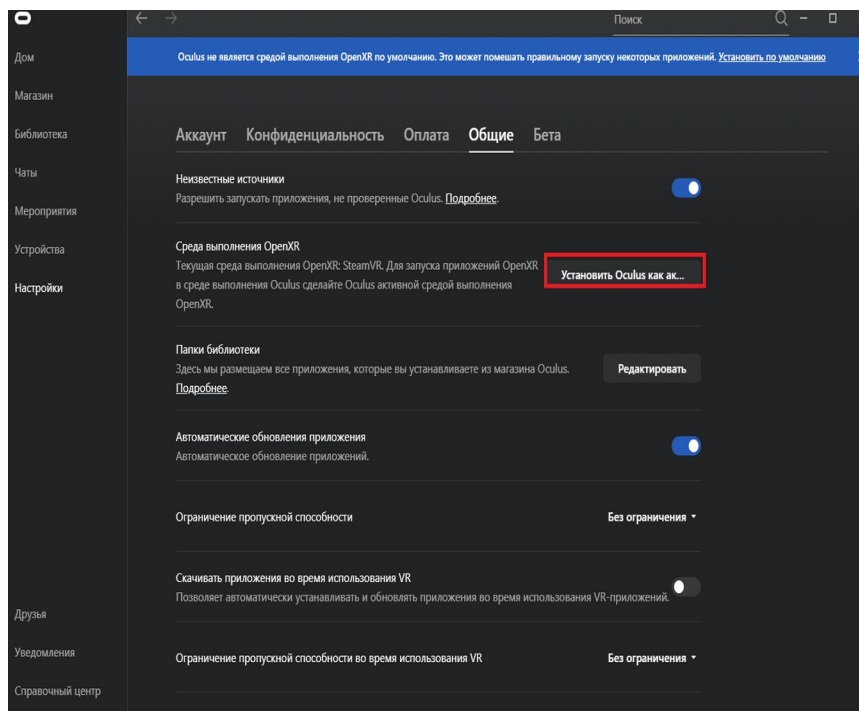 Поиск
Дом
Oculus не является средой выполнения OpenXR по умолчанию. Это может помешать правильному запуску некоторых приложений. Установить по умолчанию
Магазин
Библиотека
Чаты
Мероприятия
Устройства
Настройки
Аккаунт Конфиденциальность Оплата Общие Бета
Неизвестные источники
Разрешить запускать приложения, не проверенные Oculus. Подробнее.
Среда выполнения OpenXR
Текущая среда выполнения OpenXR: SteamVR. Для запуска приложений OpenXR
в среде выполнения Oculus сделайте Oculus активной средой выполнения
OpenXR.
Установить Oculus как ак...
Папки библиотеки
Здесь мы размещаем все приложения, которые вы устанавливаете из магазина Oculus.
Подробнее.
Редактировать
Автоматические обновления приложения
Автоматическое обновление приложений.
Ограничение пропускной способности
Без ограничения
Скачивать приложения во время использования VR
Позволяет автоматически устанавливать и обновлять приложения во время использования VR-приложений.
Ограничение пропускной способности во время использования VR
Без ограничения
Друзья
Уведомления
Справочный центр